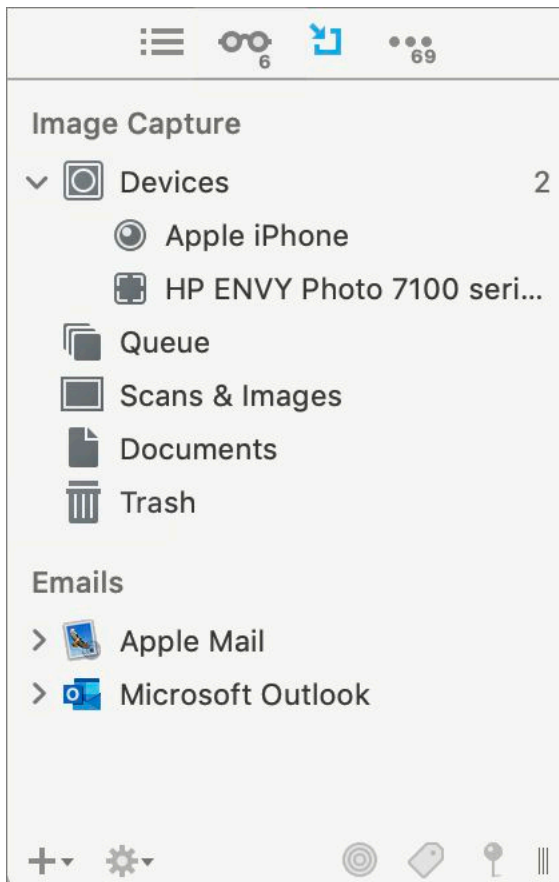 6
69
Image Capture
Devices 2
Apple iPhone
HP ENVY Photo 7100 seri...
Queue
Scans & Images
Documents
Trash
Emails
Apple Mail
Microsoft Outlook